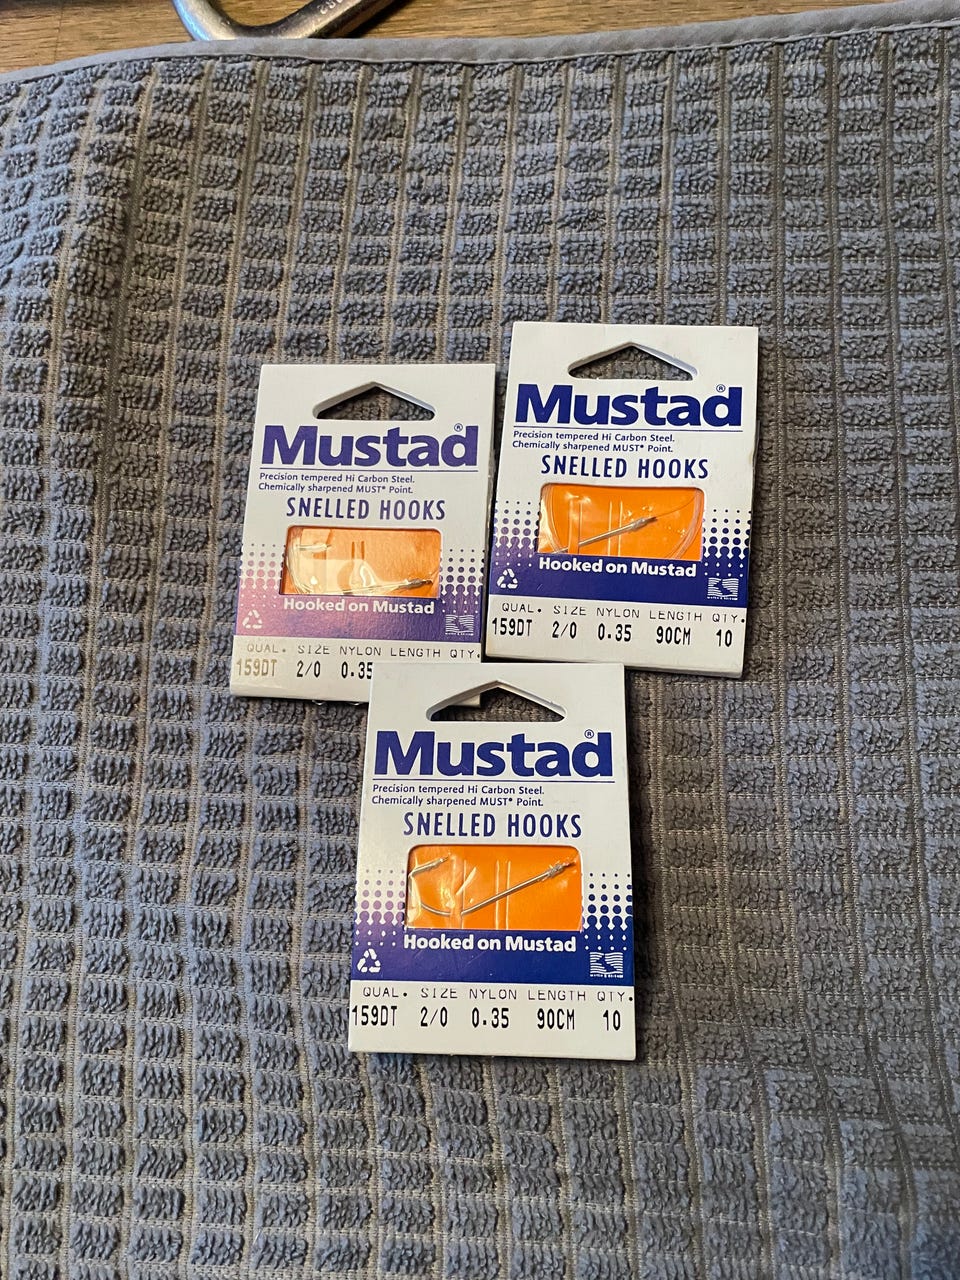 Mustad®
Precision tempered Hi Carbon Steel.
Chemically sharpened MUST® Point.
SNELLED HOOKS
Hooked on Mustad
QUAL. SIZE NYLON LENGTH QTY.
159DT 2/0 0.35
Mustad®
Precision tempered Hi Carbon Steel.
Chemically sharpened MUST® Point.
SNELLED HOOKS
Hooked on Mustad
QUAL. SIZE NYLON LENGTH QTY.
159DT 2/0 0.35 90CM 10
Mustad®
Precision tempered Hi Carbon Steel.
Chemically sharpened MUST® Point.
SNELLED HOOKS
Hooked on Mustad
QUAL. SIZE NYLON LENGTH QTY.
159DT 2/0 0.35 90CM 10